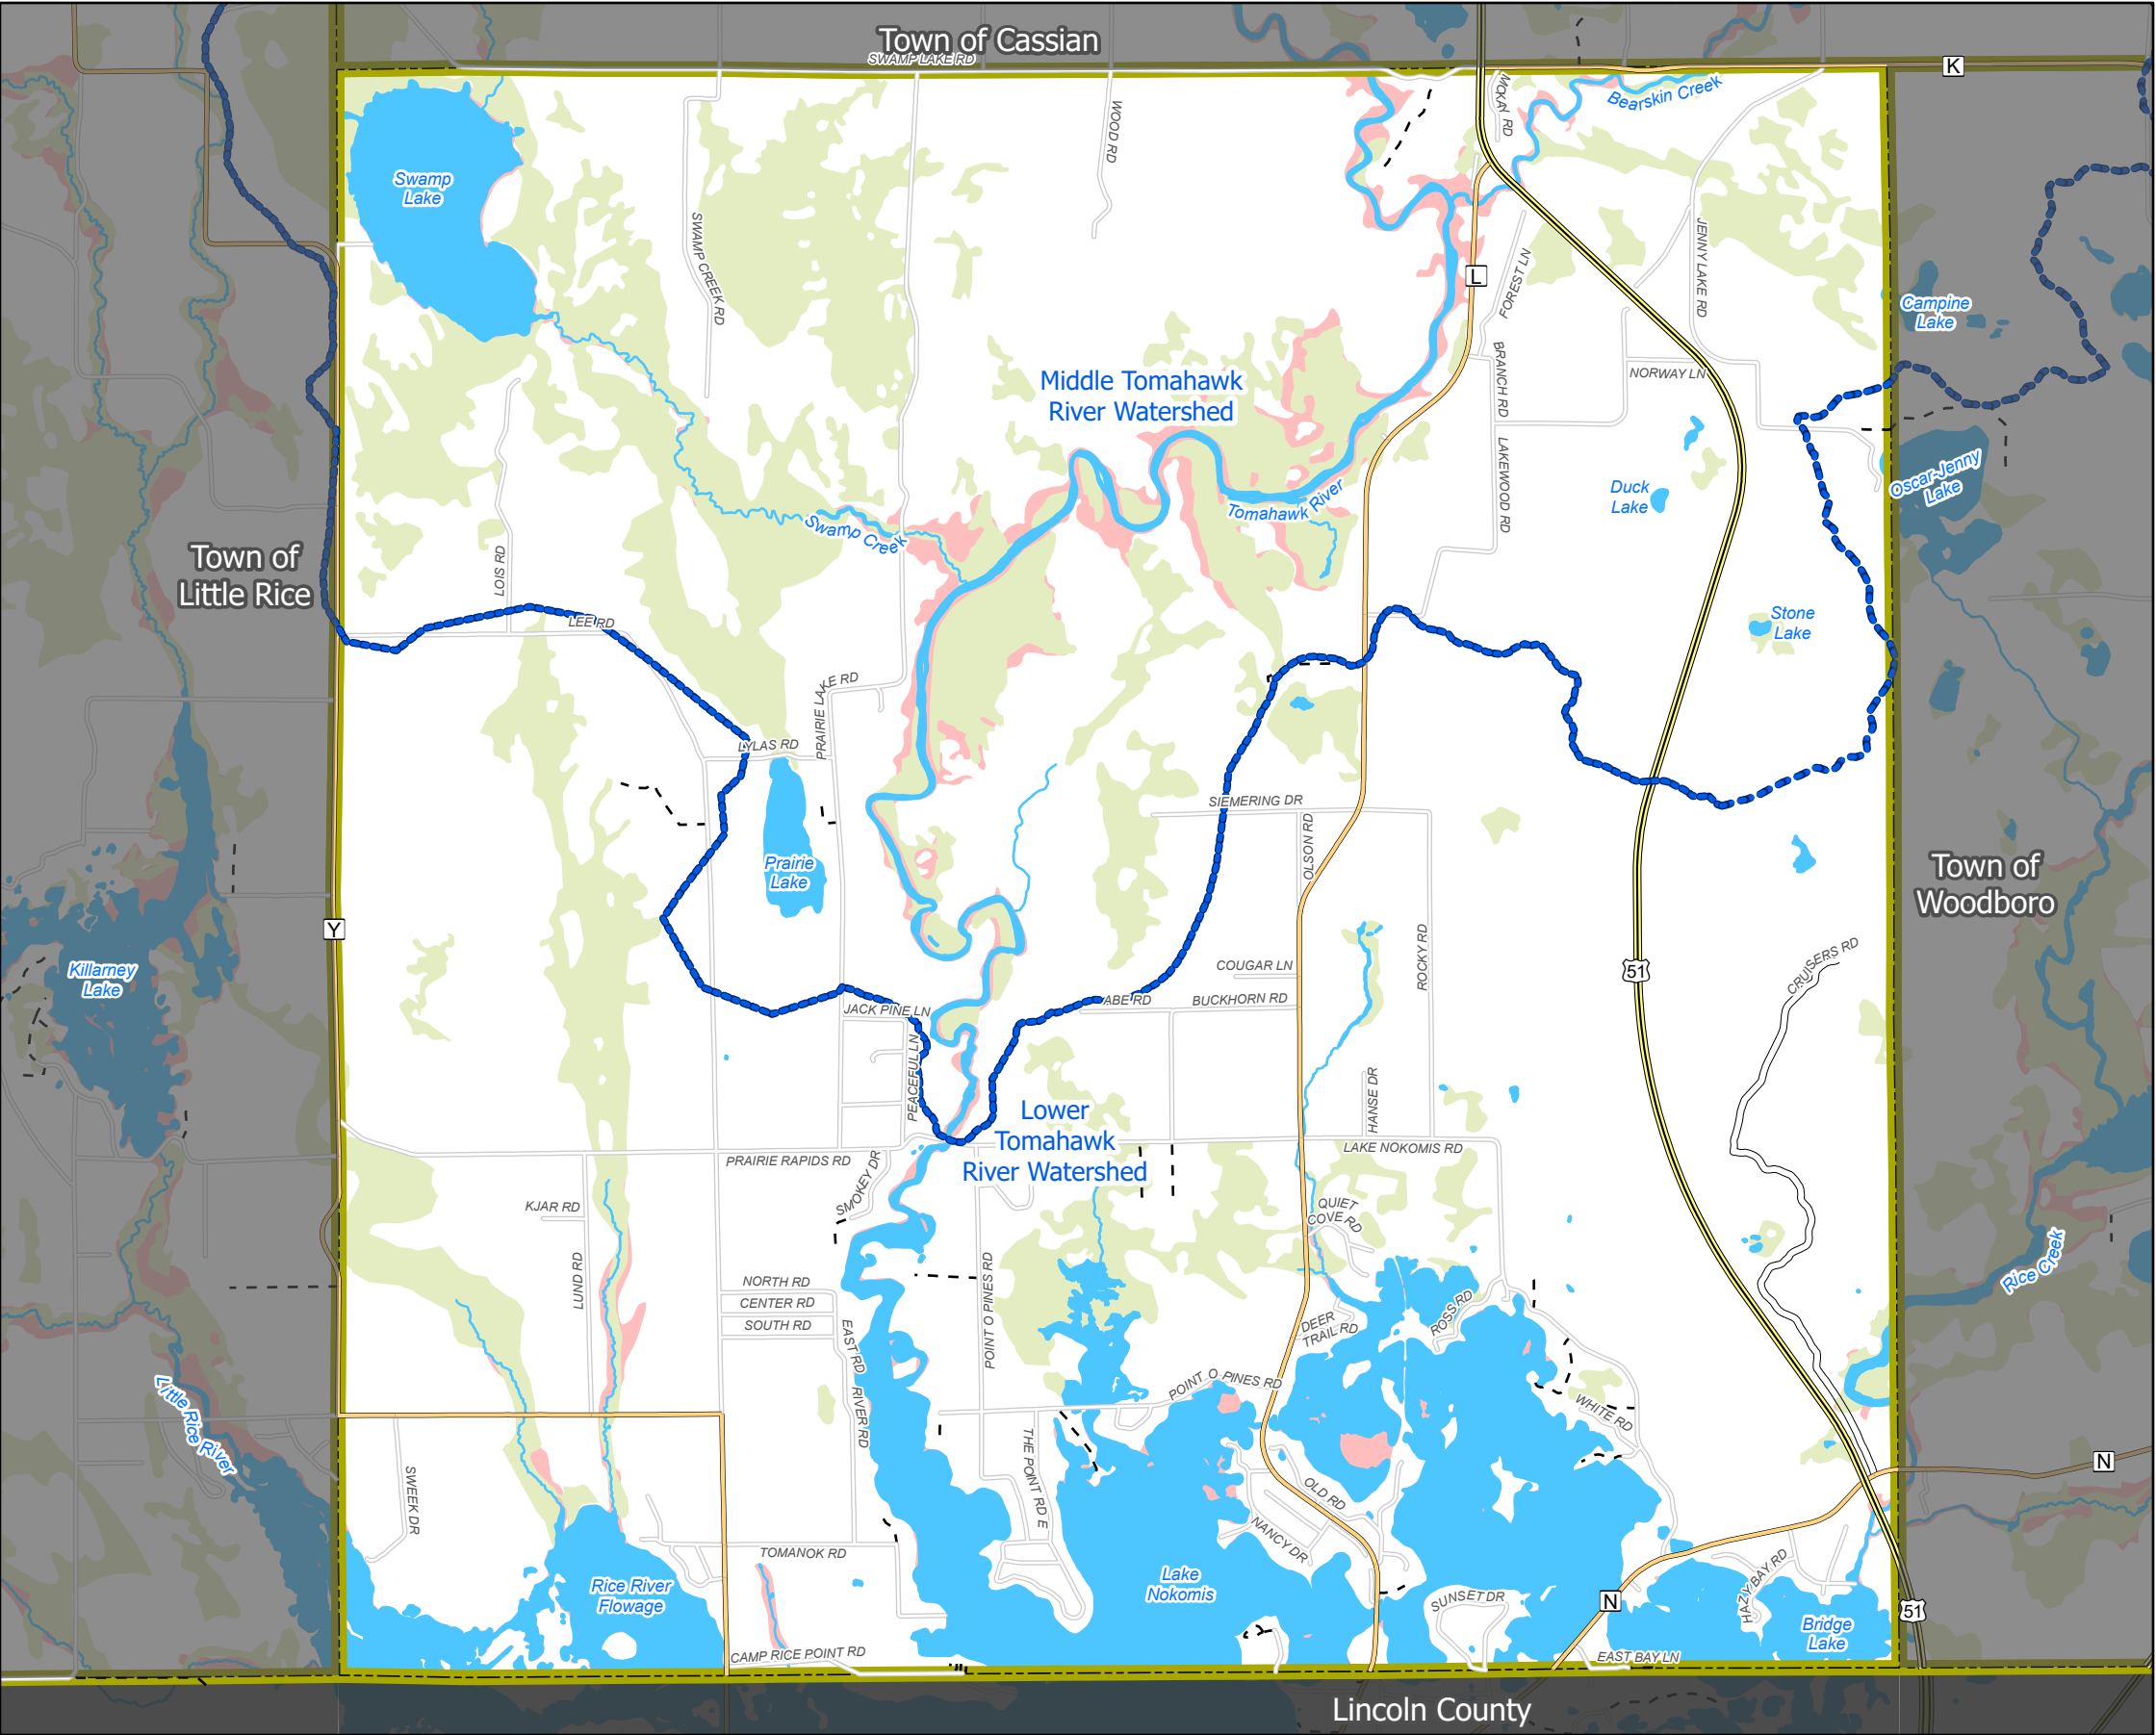 Town of Cassian
SWAMP LAKE RD
K
MCKAY RD
Bearskin Creek
WOOD RD
Swamp
Lake
SWAMP CREEK RD
JENNY LAKE RD
FOREST LN
L
Campine
Lake
Middle Tomahawk
River Watershed
BRANCH RD
NORWAY LN
LAKEWOOD RD
Oscar-Jenny
Lake
Duck
Lake
Tomahawk River
Swamp Creek
Town of
Little Rice
LOIS RD
LEE RD
Stone
Lake
PRAIRIE LAKE RD
LYLAS RD
SIEMERING DR
OLSON RD
Prairie
Lake
Town of
Woodboro
Y
ROCKY RD
CRUISERS RD
51
Killarney
Lake
COUGAR LN
ABE RD
BUCKHORN RD
JACK PINE LN
PEACEFUL LN
HANSE DR
Lower
Tomahawk
River Watershed
LAKE NOKOMIS RD
PRAIRIE RAPIDS RD
SMOKEY DR
KJAR RD
QUIET
COVE RD
LUND RD
POINT O PINES RD
Rice Creek
NORTH RD
CENTER RD
SOUTH RD
EAST RD
ROSS RD
DEER
TRAIL RD
POINT O PINES RD
RIVER RD
WHITE RD
Little Rice River
THE POINT RD E
N
SWEEK DR
OLD RD
NANCY DR
TOMANOK RD
Rice River
Flowage
Lake
Nokomis
SUNSET DR
N
HAZY BAY RD
51
Bridge
Lake
CAMP RICE POINT RD
EAST BAY LN
Lincoln County